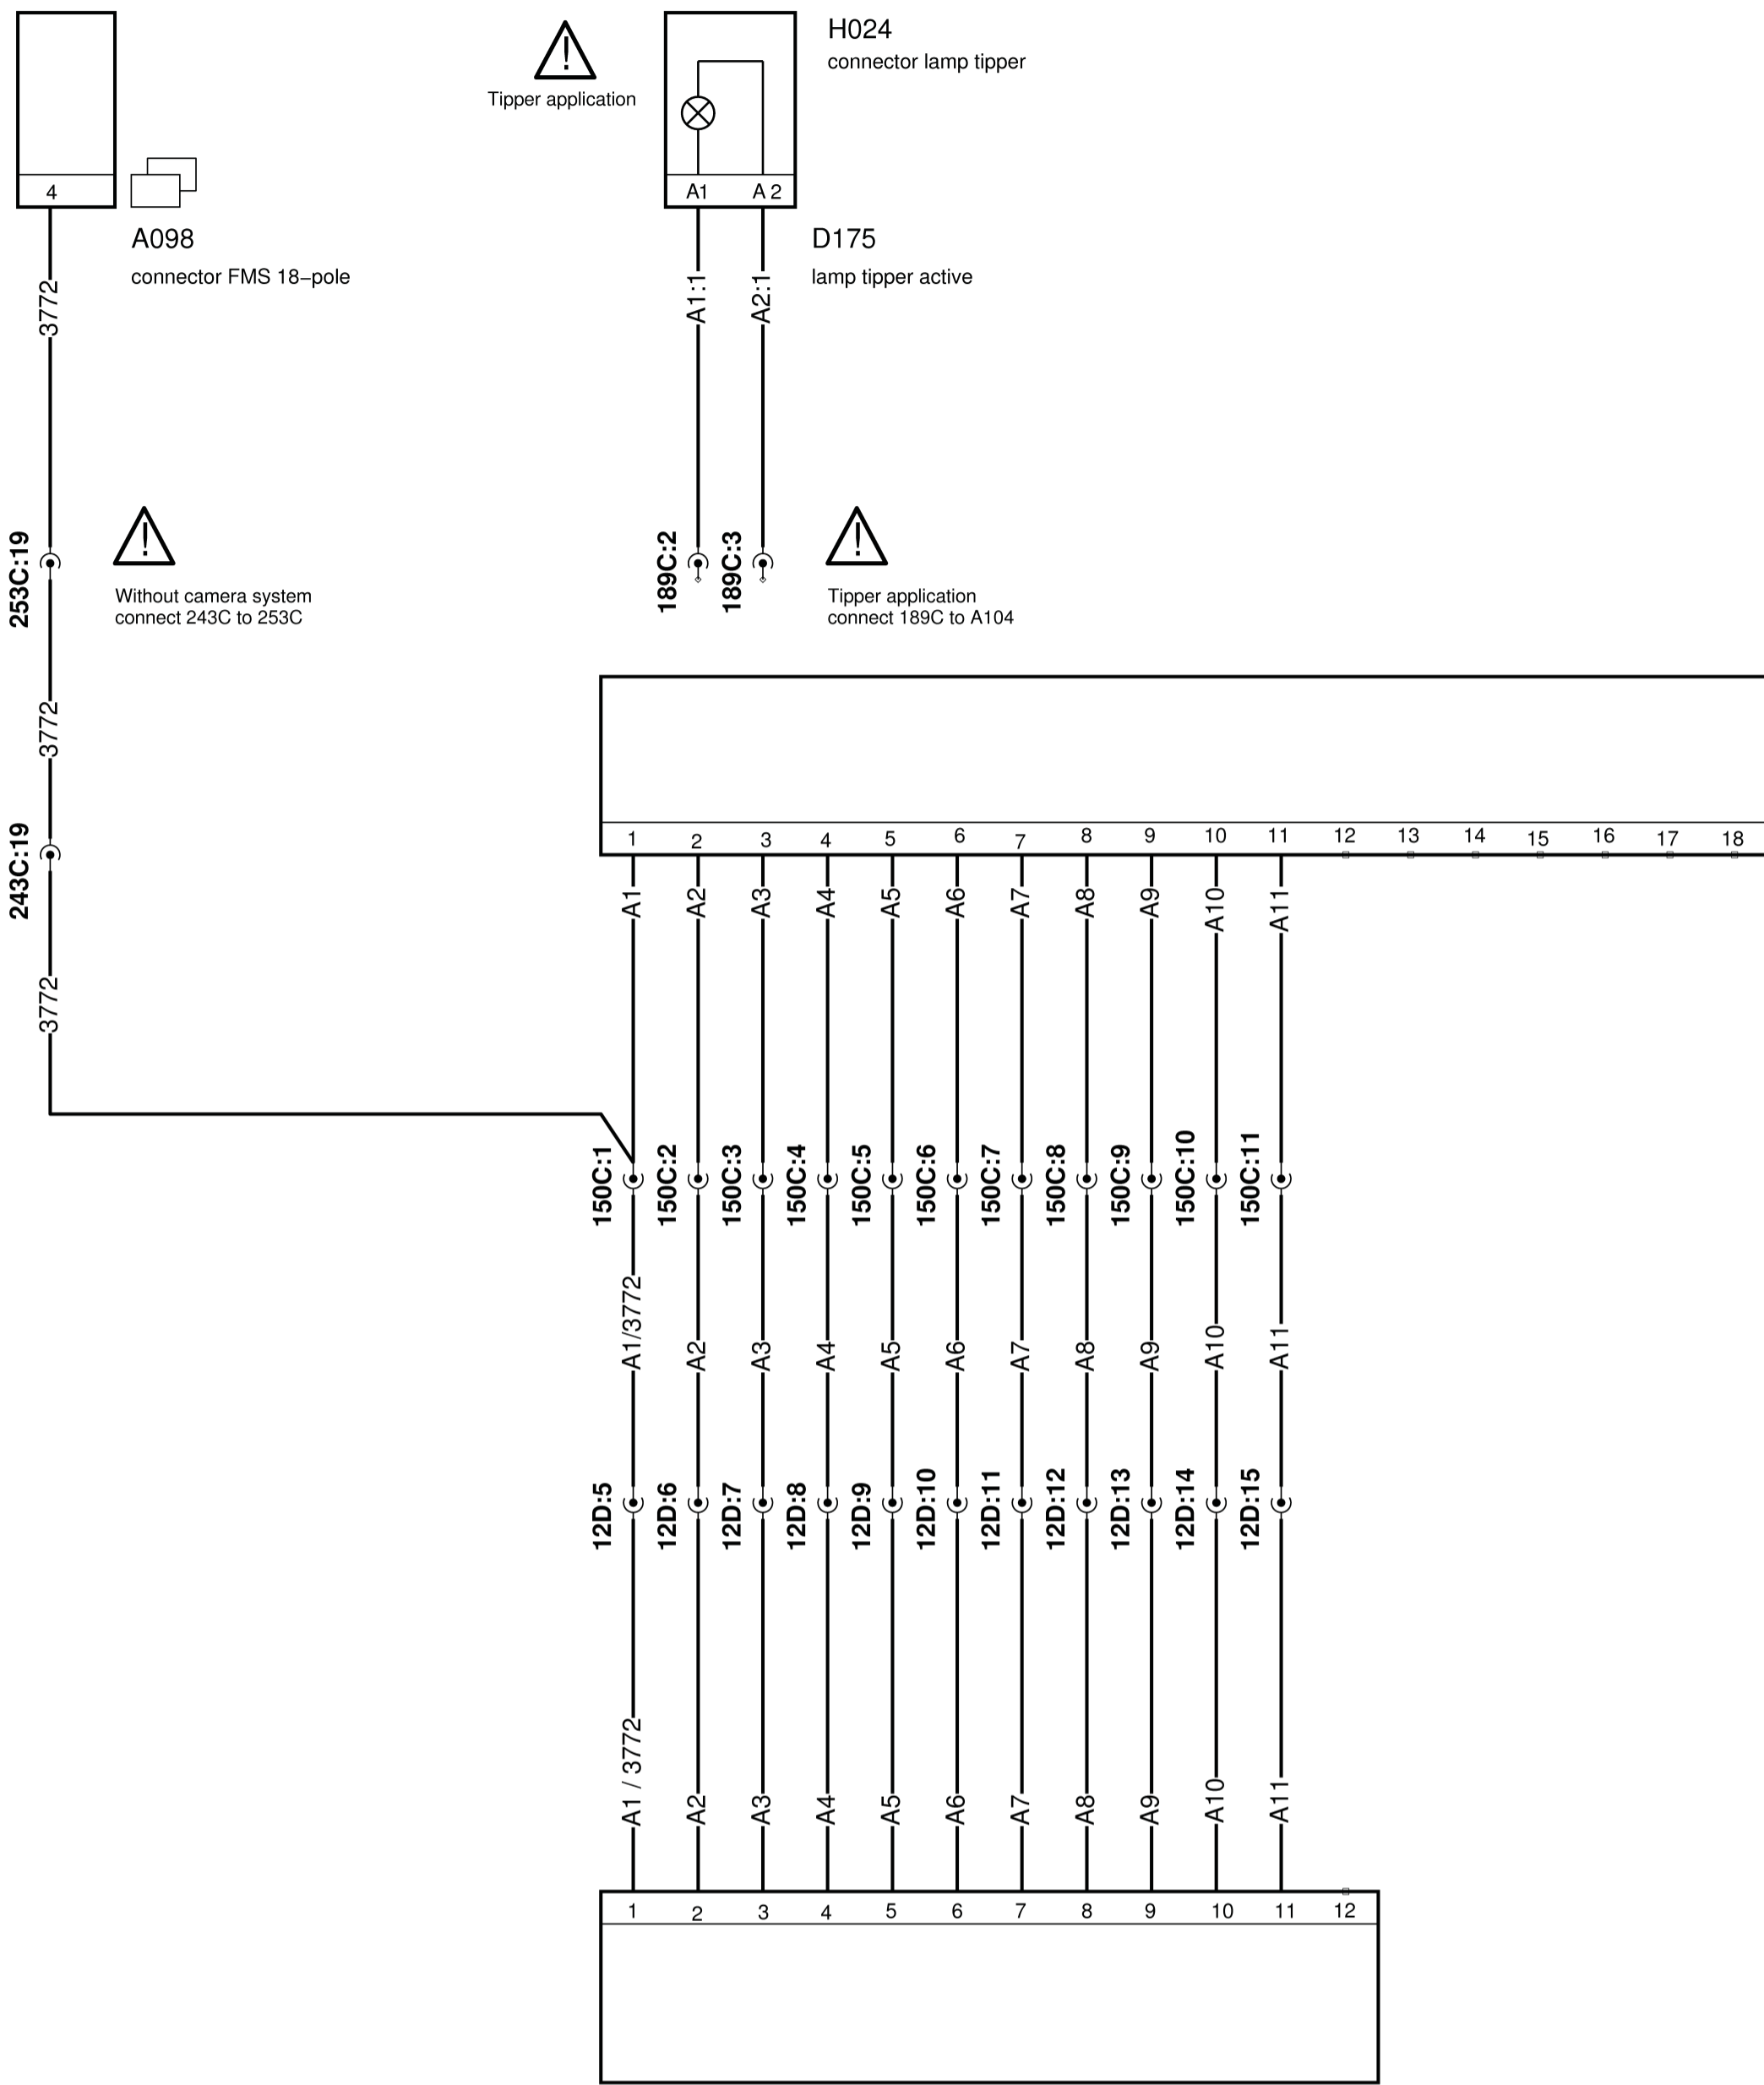 H024
connector lamp tipper
!
Tipper application
4
A1 A 2
A098
connector FMS 18–pole
D175
lamp tipper active
3772
A1:1
A2:1
253C:19
!
Without camera system
connect 243C to 253C
189C:2
189C:3
!
Tipper application
connect 189C to A104
3772
243C:19
1 2 3 4 5 6 7 8 9 10 11 12 13 14 15 16 17 18
A1 A2 A3 A4 A5 A6 A7 A8 A9 A10 A11
3772
150C:1 150C:2 150C:3 150C:4 150C:5 150C:6 150C:7 150C:8 150C:9 150C:10 150C:11
A1/3772 A2 A3 A4 A5 A6 A7 A8 A9 A10 A11
12D:5 12D:6 12D:7 12D:8 12D:9 12D:10 12D:11 12D:12 12D:13 12D:14 12D:15
A1 / 3772 A2 A3 A4 A5 A6 A7 A8 A9 A10 A11
1 2 3 4 5 6 7 8 9 10 11 12